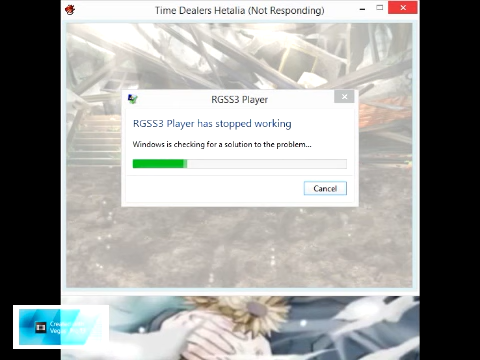 Time Dealers Hetalia (Not Responding)
RGSS3 Player
RGSS3 Player has stopped working
Windows is checking for a solution to the problem...
Cancel